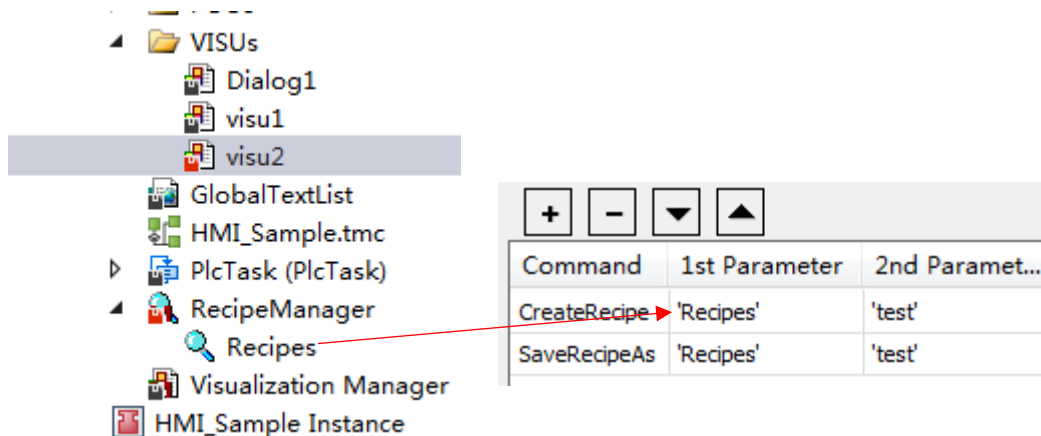 VISUs
Dialog1
visu1
visu2
GlobalTextList
HMI_Sample.tmc
PlcTask (PlcTask)
RecipeManager
Recipes
Visualization Manager
HMI_Sample Instance
+ -
Command 1st Parameter 2nd Paramet...
CreateRecipe 'Recipes' 'test'
SaveRecipeAs 'Recipes' 'test'